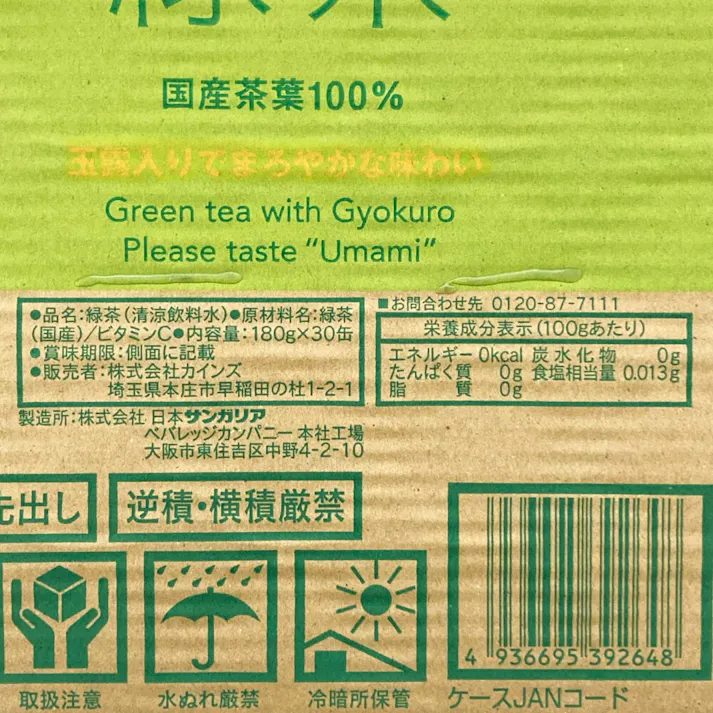 緑茶
国産茶葉100%
玉露入りでまろやかな味わい
Green tea with Gyokuro
Please taste “Umami”
●品名:緑茶(清涼飲料水)●原材料名:緑茶
(国産)/ビタミンC●内容量:180g×30缶
●賞味期限:側面に記載
●販売者:株式会社カインズ
埼玉県本庄市早稲田の杜1-2-1
製造所:株式会社 日本サンガリア
ベバレッジカンパニー 本社工場
大阪市東住吉区中野4-2-10
■お問合わせ先 0120-87-7111
栄養成分表示(100gあたり)
エネルギー 0kcal 炭水化物 0g
たんぱく質 0g 食塩相当量 0.013g
脂質 0g
先出し
逆積・横積厳禁
取扱注意
水ぬれ厳禁
冷暗所保管
4 936695 392648
ケースJANコード